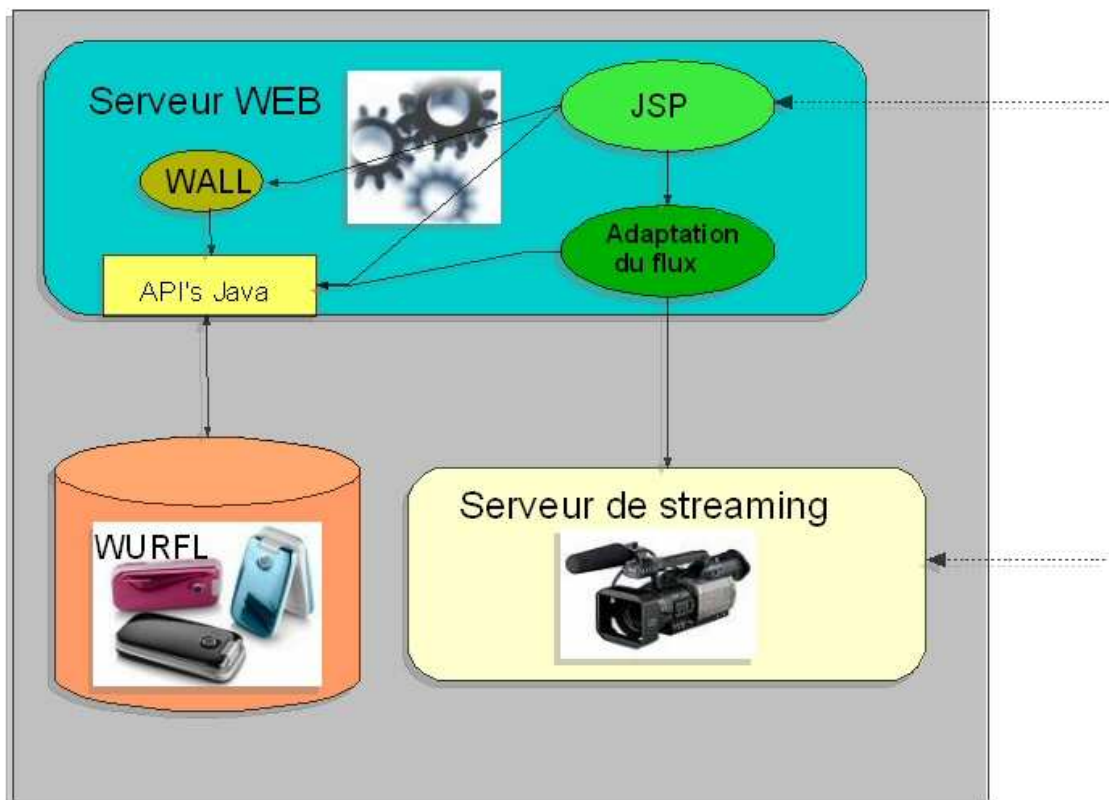 Serveur WEB
JSP
WALL
Adaptation
du flux
API's Java
WURFL
Serveur de streaming